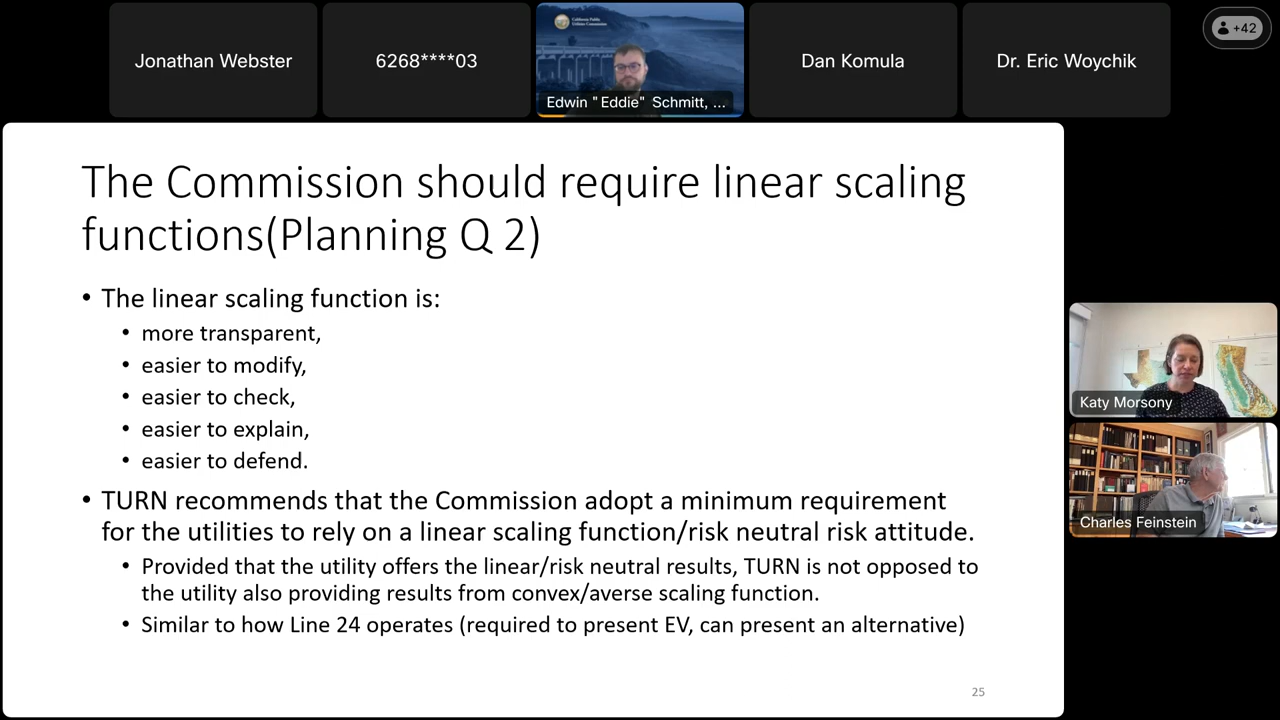 Jonathan Webster
6268****03
California Public
Utilities Commission
Edwin "Eddie" Schmitt, ...
Dan Komula
Dr. Eric Woychik
+42
The Commission should require linear scaling
functions(Planning Q 2)
• The linear scaling function is:
• more transparent,
• easier to modify,
• easier to check,
• easier to explain,
• easier to defend.
• TURN recommends that the Commission adopt a minimum requirement
for the utilities to rely on a linear scaling function/risk neutral risk attitude.
• Provided that the utility offers the linear/risk neutral results, TURN is not opposed to
the utility also providing results from convex/averse scaling function.
• Similar to how Line 24 operates (required to present EV, can present an alternative)
25
Katy Morsony
Charles Feinstein